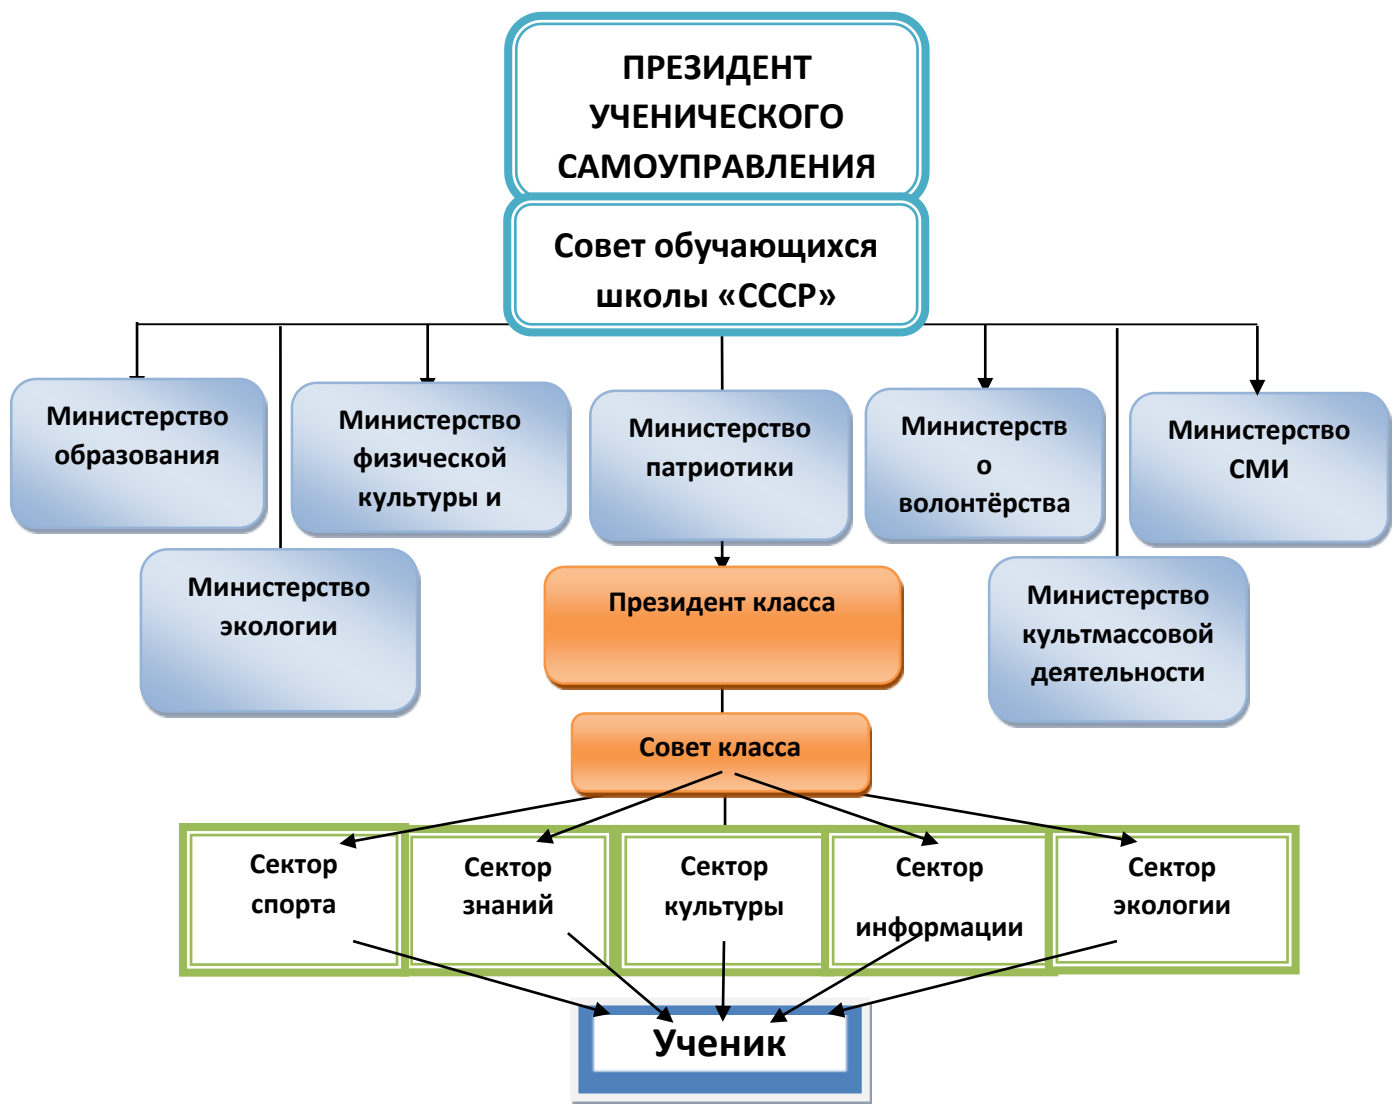 ПРЕЗИДЕНТ
УЧЕНИЧЕСКОГО
САМОУПРАВЛЕНИЯ
Совет обучающихся
школы «СССР»
Министерство
образования
Министерство
физической
культуры и
Министерство
патриотики
Министерств
о
волонтёрства
Министерство
СМИ
Министерство
экологии
Президент класса
Министерство
культмассовой
деятельности
Совет класса
Сектор
спорта
Сектор
знаний
Сектор
культуры
Сектор
информации
Сектор
экологии
Ученик